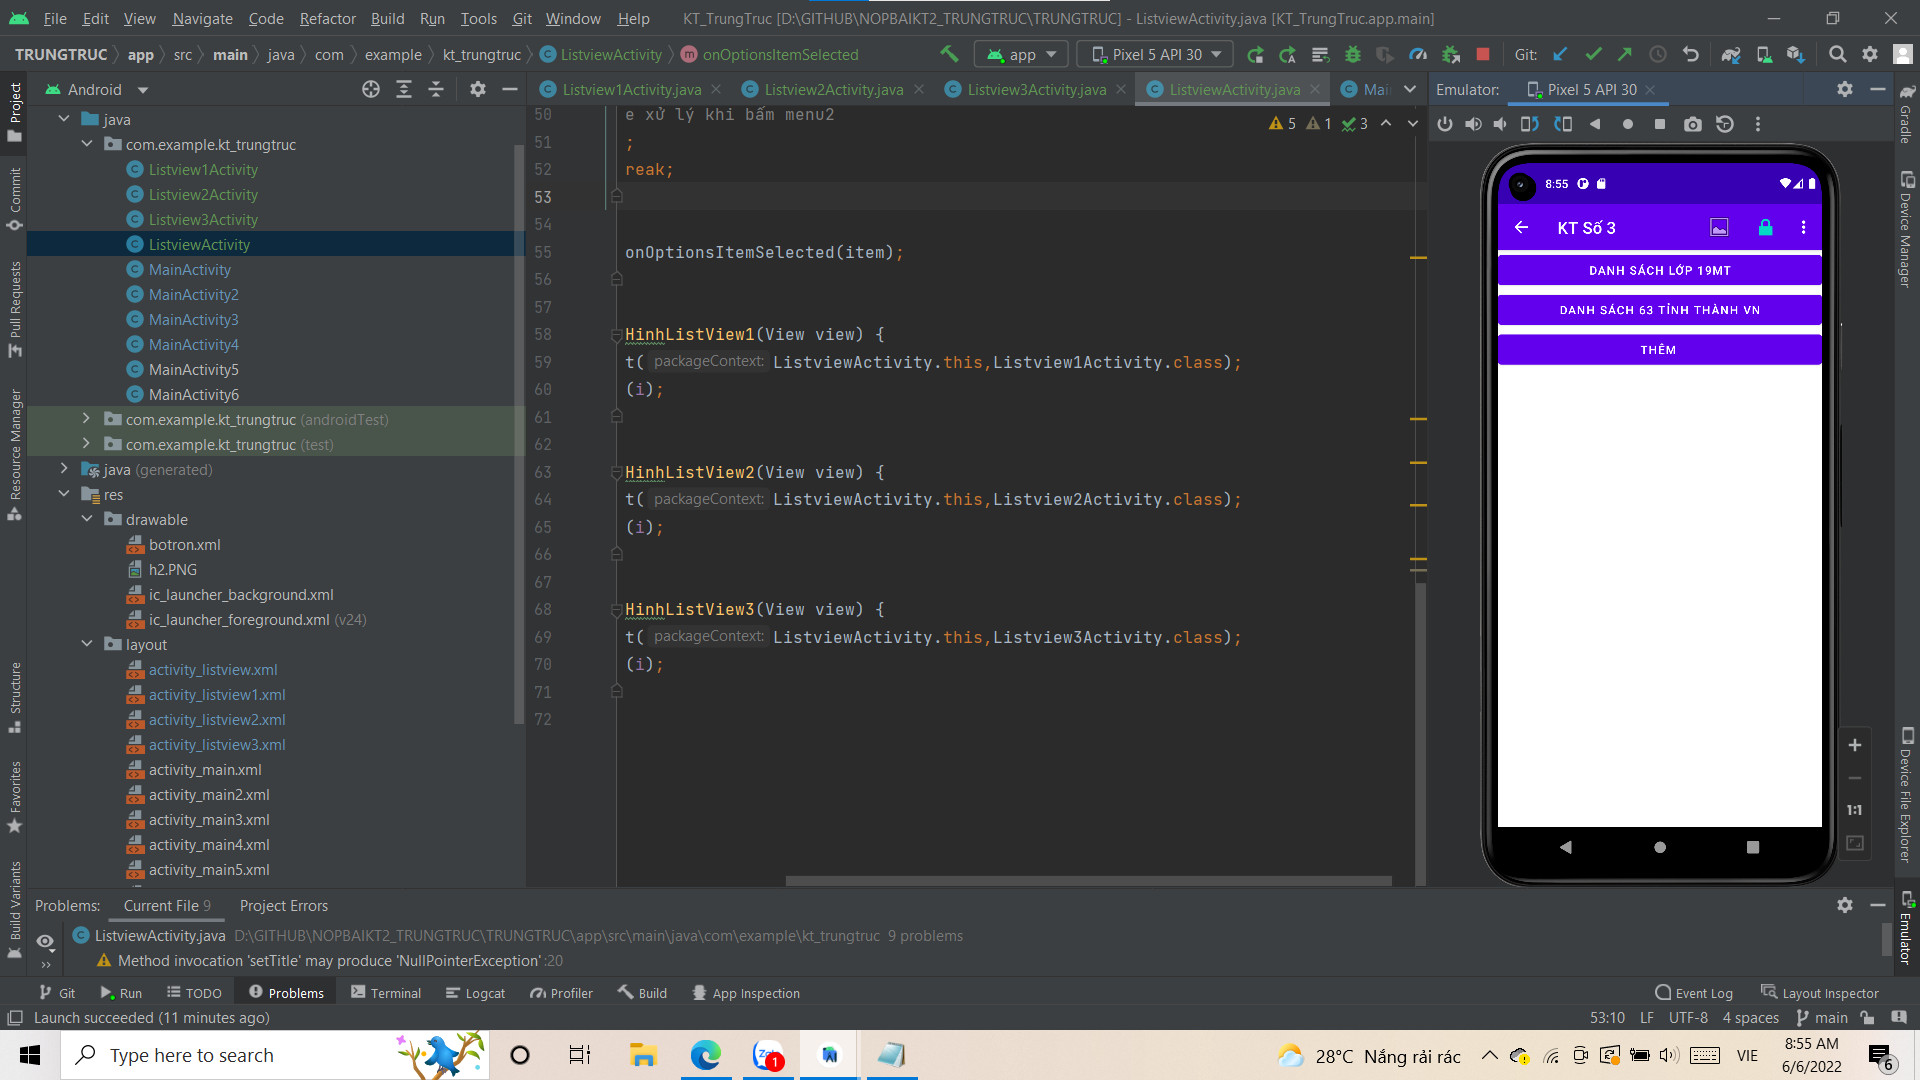 File Edit View Navigate Code Refactor Build Run Tools Git Window Help KT_TrungTruc [D:\GITHUB\NOPBAIKT2_TRUNGTRUC\TRUNGTRUC] - ListviewActivity.java [KT_TrungTruc.app.main]
TRUNGTRUC app src main java com example kt_trungtruc ListviewActivity onOptionsItemSelected app Pixel 5 API 30 Git:
Android Listview1Activity.java Listview2Activity.java Listview3Activity.java ListviewActivity.java Mai Emulator: Pixel 5 API 30
Project
Commit
Pull Requests
Resource Manager
Structure
Favorites
Build Variants
java
com.example.kt_trungtruc
Listview1Activity
Listview2Activity
Listview3Activity
ListviewActivity
MainActivity
MainActivity2
MainActivity3
MainActivity4
MainActivity5
MainActivity6
com.example.kt_trungtruc (androidTest)
com.example.kt_trungtruc (test)
java (generated)
res
drawable
botron.xml
h2.PNG
ic_launcher_background.xml
ic_launcher_foreground.xml (v24)
layout
activity_listview.xml
activity_listview1.xml
activity_listview2.xml
activity_listview3.xml
activity_main.xml
activity_main2.xml
activity_main3.xml
activity_main4.xml
activity_main5.xml
5 1 3
50 e xử lý khi bấm menu2
51 ;
52 reak;
53
54
55 onOptionsItemSelected(item);
56
57
58 HinhListView1(View view) {
59 t( packageContext: ListviewActivity.this,Listview1Activity.class);
60 (i);
61
62
63 HinhListView2(View view) {
64 t( packageContext: ListviewActivity.this,Listview2Activity.class);
65 (i);
66
67
68 HinhListView3(View view) {
69 t( packageContext: ListviewActivity.this,Listview3Activity.class);
70 (i);
71
72
8:55
KT Số 3
DANH SÁCH LỚP 19MT
DANH SÁCH 63 TỈNH THÀNH VN
THÊM
1:1
Gradle
Device Manager
Device File Explorer
Emulator
Problems: Current File 9 Project Errors
ListviewActivity.java D:\GITHUB\NOPBAIKT2_TRUNGTRUC\TRUNGTRUC\app\src\main\java\com\example\kt_trungtruc 9 problems
Method invocation 'setTitle' may produce 'NullPointerException' :20
Git Run TODO Problems Terminal Logcat Profiler Build App Inspection Event Log Layout Inspector
Launch succeeded (11 minutes ago) 53:10 LF UTF-8 4 spaces main
Type here to search Zalo 1 28°C Nắng rải rác VIE 8:55 AM
6/6/2022 6